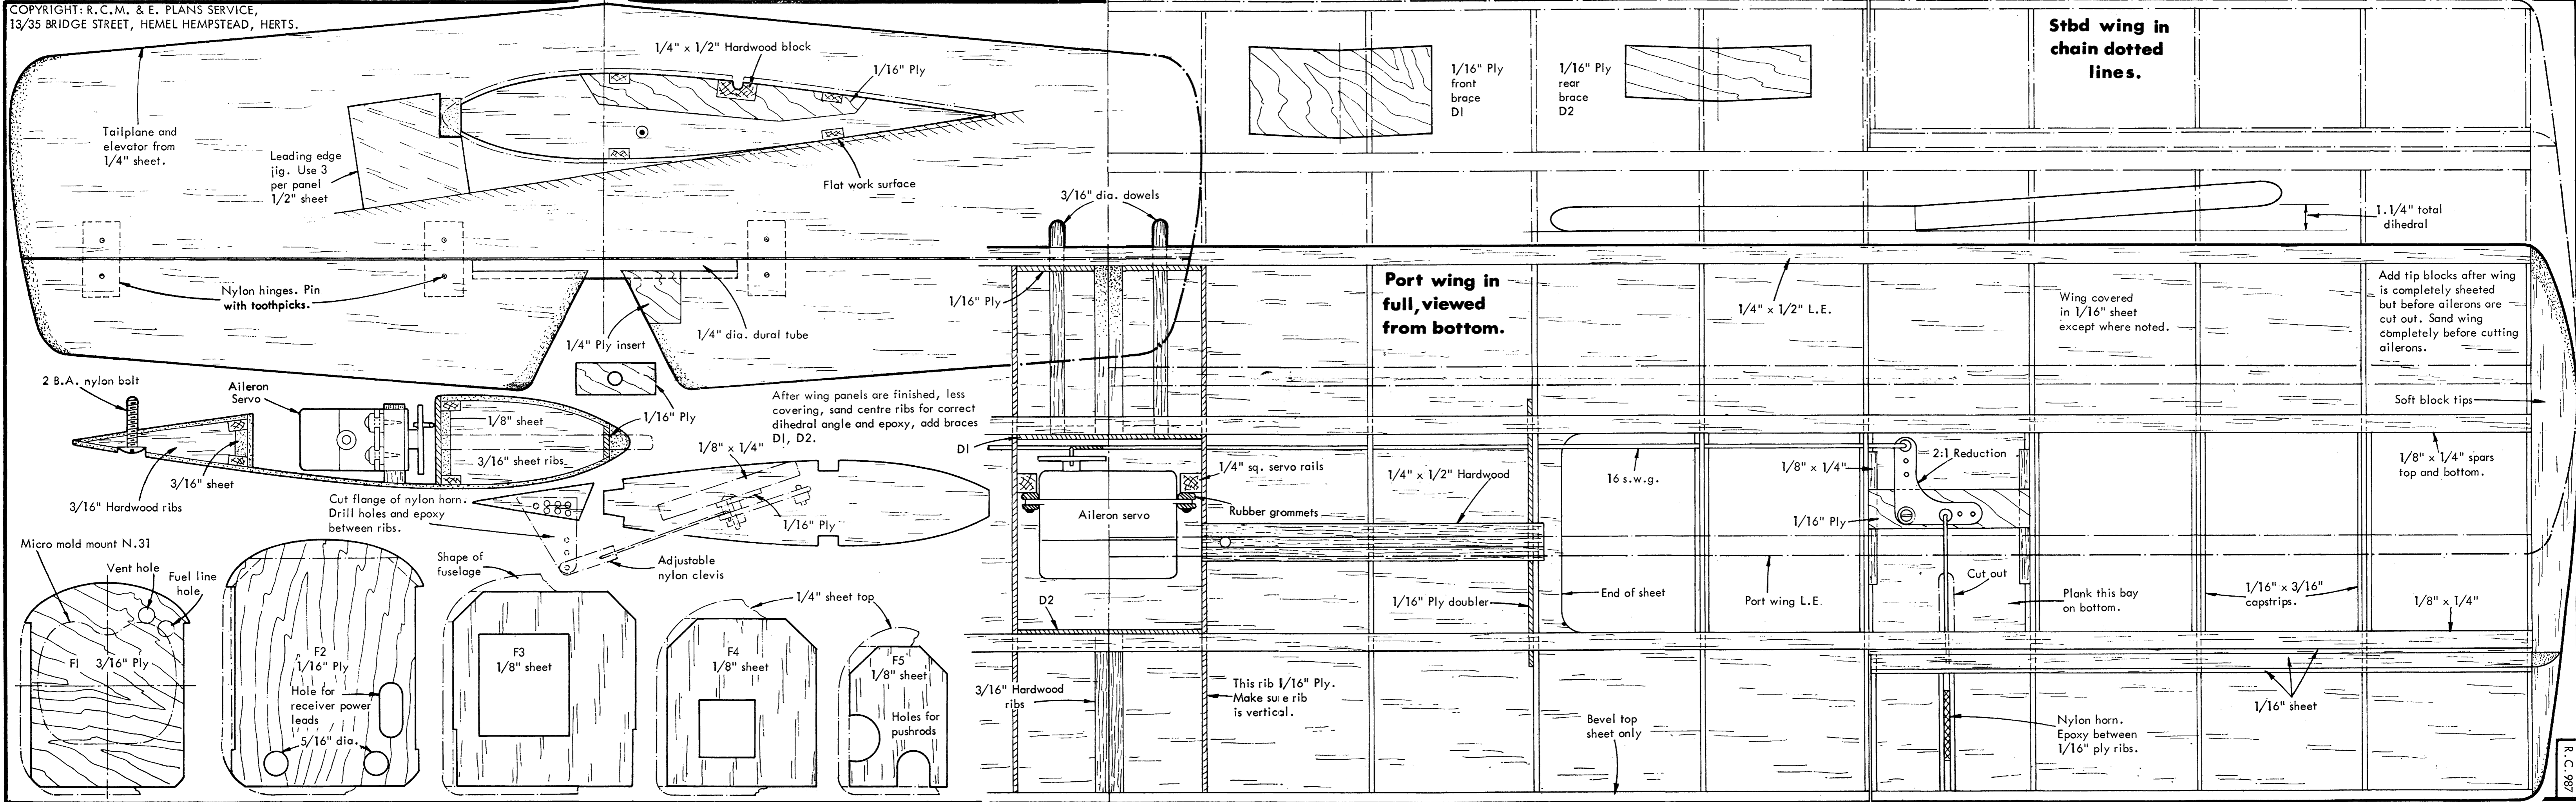 COPYRIGHT: R.C.M. & E. PLANS SERVICE,
13/35 BRIDGE STREET, HEMEL HEMPSTEAD, HERTS.
1/4" x 1/2" Hardwood block
1/16" Ply
Tailplane and
elevator from
1/4" sheet.
Leading edge
jig. Use 3
per panel
1/2" sheet
Flat work surface
Nylon hinges. Pin
with toothpicks.
1/4" Ply insert
1/4" dia. dural tube
1/16" Ply
3/16" dia. dowels
1/16" Ply
1/16" Ply
front
brace
D1
1/16" Ply
rear
brace
D2
Stbd wing in
chain dotted
lines.
1.1/4" total
dihedral
Port wing in
full, viewed
from bottom.
1/4" x 1/2" L.E.
Wing covered
in 1/16" sheet
except where noted.
Add tip blocks after wing
is completely sheeted
but before ailerons are
cut out. Sand wing
completely before cutting
ailerons.
Soft block tips
2 B.A. nylon bolt
Aileron
Servo
1/8" sheet
3/16" sheet ribs
3/16" sheet
3/16" Hardwood ribs
After wing panels are finished, less
covering, sand centre ribs for correct
dihedral angle and epoxy, add braces
D1, D2.
1/8" x 1/4"
1/16" Ply
Cut flange of nylon horn.
Drill holes and epoxy
between ribs.
Adjustable
nylon clevis
D1
1/4" sq. servo rails
Aileron servo
Rubber grommets
1/4" x 1/2" Hardwood
16 s.w.g.
1/8" x 1/4"
2:1 Reduction
1/16" Ply
1/8" x 1/4" spars
top and bottom.
Micro mold mount N.31
Vent hole
Fuel line
hole
F1 3/16" Ply
F2
1/16" Ply
Hole for
receiver power
leads
5/16" dia.
Shape of
fuselage
F3
1/8" sheet
1/4" sheet top
F4
1/8" sheet
F5
1/8" sheet
Holes for
pushrods
D2
1/16" Ply doubler
End of sheet
Port wing L.E.
Cut out
Plank this bay
on bottom.
1/16" x 3/16"
capstrips.
1/8" x 1/4"
3/16" Hardwood
ribs
This rib 1/16" Ply.
Make sure rib
is vertical.
Bevel top
sheet only
Nylon horn.
Epoxy between
1/16" ply ribs.
1/16" sheet
R.C.987